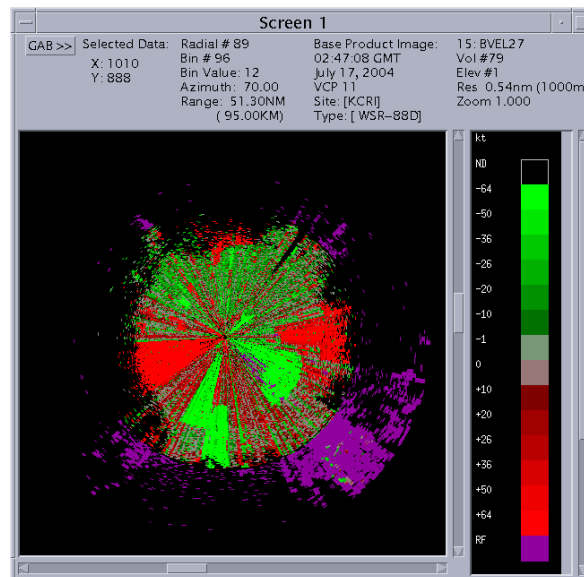 Screen 1
GAB >>
Selected Data:
X: 1010
Y: 888
Radial # 89
Bin # 96
Bin Value: 12
Azimuth: 70.00
Range: 51.30NM
( 95.00KM)
Base Product Image:
02:47:08 GMT
July 17, 2004
VCP 11
Site: [KCRI]
Type: [ WSR-88D]
15: BVEL27
Vol #79
Elev #1
Res 0.54nm (1000m
Zoom 1.000
kt
ND
-64
-50
-36
-26
-20
-10
-1
0
+10
+20
+26
+36
+50
+64
RF